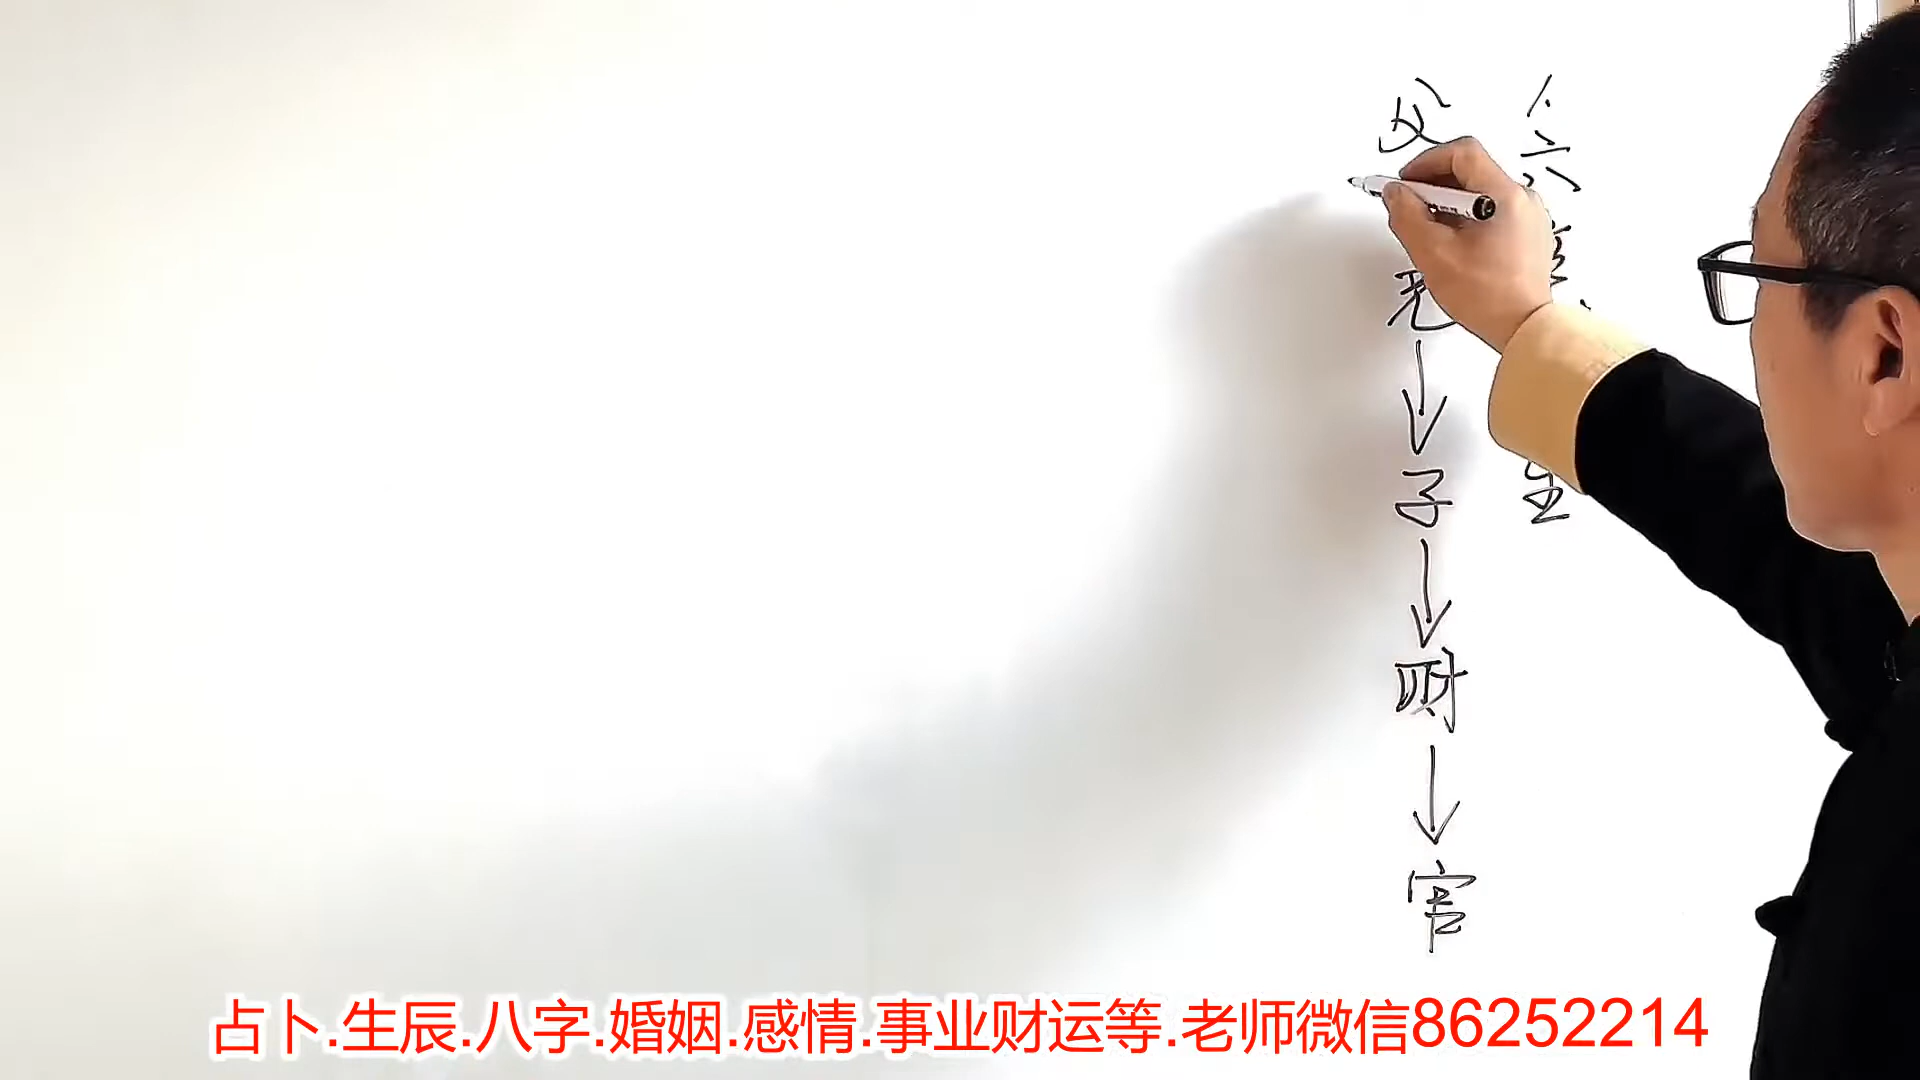 六
生
父
兄
↓
子
↓
财
↓
官
占卜.生辰.八字.婚姻.感情.事业财运等.老师微信86252214